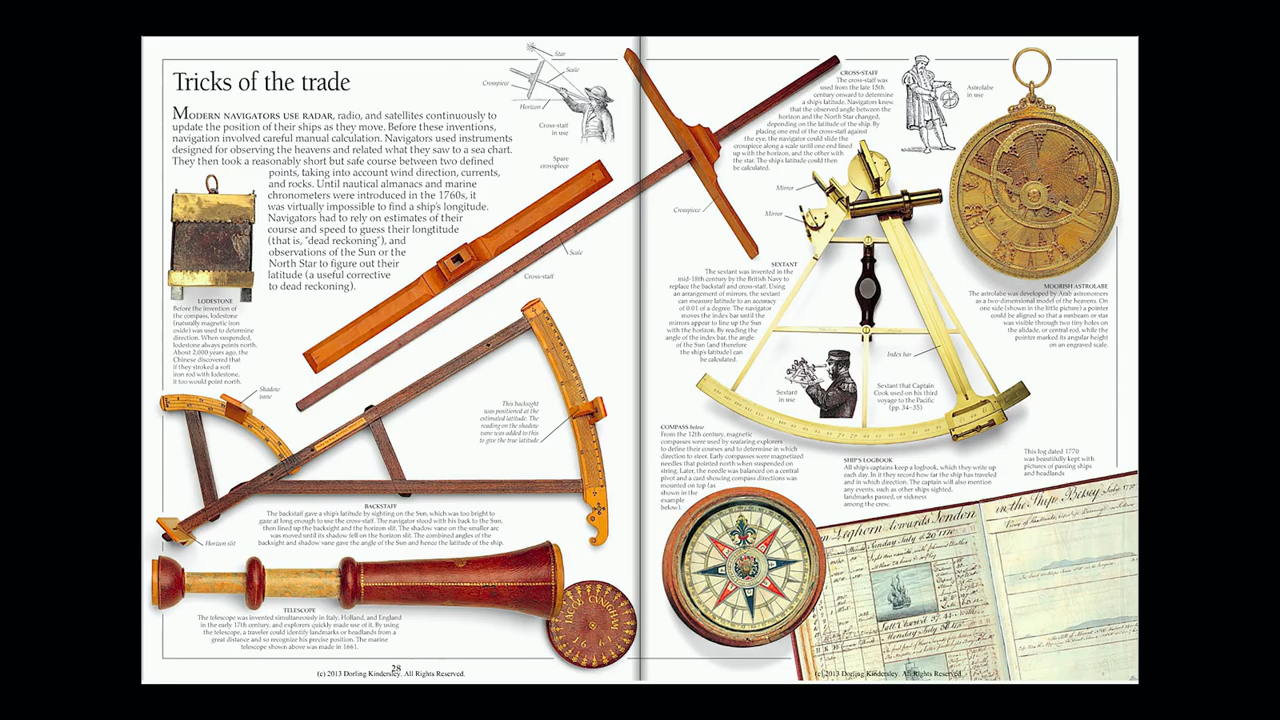 Tricks of the trade
MODERN NAVIGATORS USE RADAR, radio, and satellites continuously to
update the position of their ships as they move. Before these inventions,
navigation involved careful manual calculation. Navigators used instruments
designed for observing the heavens and related what they saw to a sea chart.
They then took a reasonably short but safe course between two defined
points, taking into account wind direction, currents,
and rocks. Until nautical almanacs and marine
chronometers were introduced in the 1760s, it
was virtually impossible to find a ship's longitude.
Navigators had to rely on estimates of their
course and speed to guess their longtitude
(that is, "dead reckoning"), and
observations of the Sun or the
North Star to figure out their
latitude (a useful corrective
to dead reckoning).
Star
Scale
Crosspiece
Horizon
Cross-staff
in use
Spare
crosspiece
Scale
Cross-staff
LODESTONE
Before the invention of
the compass, lodestone
(naturally magnetic iron
oxide) was used to determine
direction. When suspended,
lodestone always points north.
About 2,000 years ago, the
Chinese discovered that
if they stroked a soft
iron rod with lodestone,
it too would point north.
Shadow
vane
This backsight
was positioned at the
estimated latitude. The
reading on the shadow
vane was added to this
to give the true latitude
BACKSTAFF
The backstaff gave a ship's latitude by sighting on the Sun, which was too bright to
gaze at long enough to use the cross-staff. The navigator stood with his back to the Sun,
then lined up the backsight and the horizon slit. The shadow vane on the smaller arc
was moved until its shadow fell on the horizon slit. The combined angles of the
backsight and shadow vane gave the angle of the Sun and hence the latitude of the ship.
Horizon slit
TELESCOPE
The telescope was invented simultaneously in Italy, Holland, and England
in the early 17th century, and explorers quickly made use of it. By using
the telescope, a traveler could identify landmarks or headlands from a
great distance and so recognize his precise position. The marine
telescope shown above was made in 1661.
JACOB
28
(c) 2013 Dorling Kindersley. All Rights Reserved.
CROSS-STAFF
The cross-staff was
used from the late 15th
century onward to determine
a ship's latitude. Navigators knew
that the observed angle between the
horizon and the North Star changed,
depending on the latitude of the ship. By
placing one end of the cross-staff against
the eye, the navigator could slide the
crosspiece along a scale until one end lined
up with the horizon, and the other with
the star. The ship's latitude could then
be calculated.
Crosspiece
Astrolabe
in use
Mirror
Mirror
SEXTANT
The sextant was invented in the
mid-18th century by the British Navy to
replace the backstaff and cross-staff. Using
an arrangement of mirrors, the sextant
can measure latitude to an accuracy
of 0.01 of a degree. The navigator
moves the index bar until the
mirrors appear to line up the Sun
with the horizon. By reading the
angle of the index bar, the angle
of the Sun (and therefore
the ship's latitude) can
be calculated.
MOORISH ASTROLABE
The astrolabe was developed by Arab astronomers
as a two-dimensional model of the heavens. On
one side (shown in the little picture) a pointer
could be aligned so that a sunbeam or star
was visible through two tiny holes on
the alidade, or central rod, while the
pointer marked its angular height
on an engraved scale.
Index bar
Sextant
in use
Sextant that Captain
Cook used on his third
voyage to the Pacific
(pp. 34–35)
COMPASS below
From the 12th century, magnetic
compasses were used by seafaring explorers
to define their courses and to determine in which
direction to steer. Early compasses were magnetized
needles that pointed north when suspended on
string. Later, the needle was balanced on a central
pivot and a card showing compass directions was
mounted on top (as
shown in the
example
below).
SHIP'S LOGBOOK
All ship's captains keep a logbook, which they write up
each day. In it they record how far the ship has traveled
and in which direction. The captain will also mention
any events, such as other ships sighted,
landmarks passed, or sickness
among the crew.
This log dated 1770
was beautifully kept with
pictures of passing ships
and headlands
Leghorn towards London
in the Ship Betsey July 1770
Sunday July
Monday July
(c) 2013 Dorling Kindersley. All Rights Reserved.